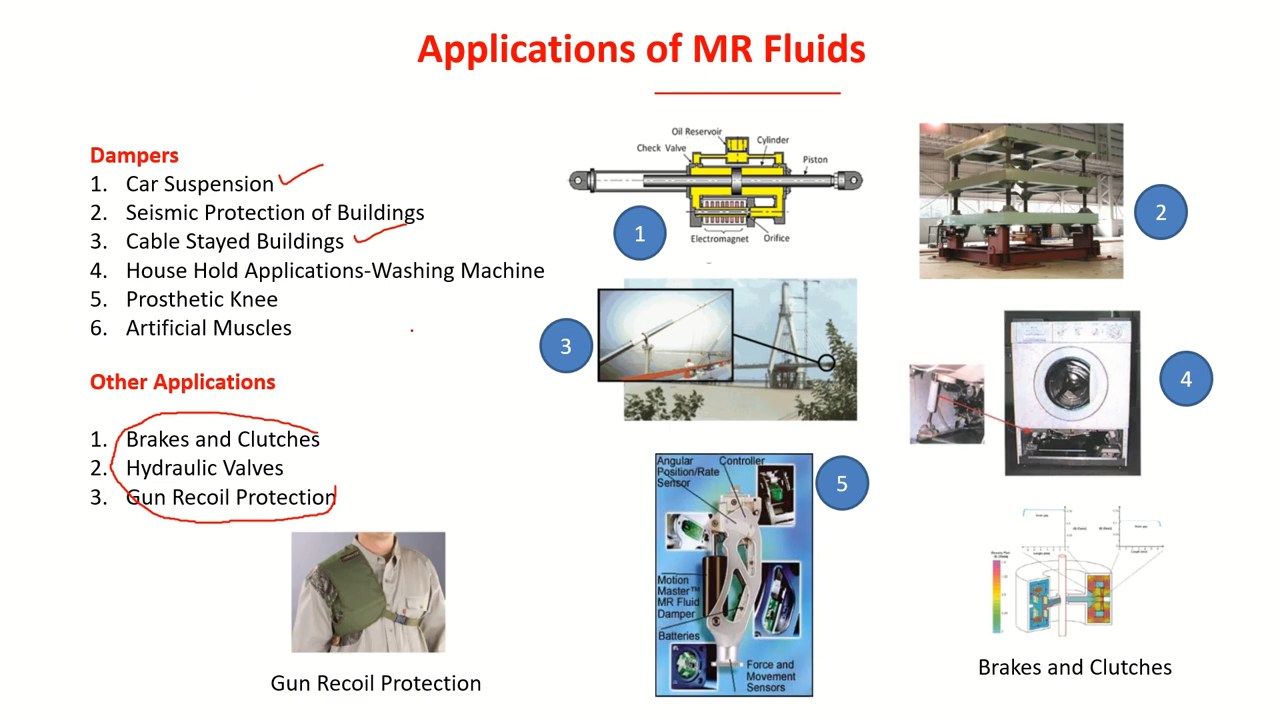 Applications of MR Fluids
Dampers
1. Car Suspension
2. Seismic Protection of Buildings
3. Cable Stayed Buildings
4. House Hold Applications-Washing Machine
5. Prosthetic Knee
6. Artificial Muscles
Other Applications
1. Brakes and Clutches
2. Hydraulic Valves
3. Gun Recoil Protection
Gun Recoil Protection
Oil Reservoir
Check Valve
Cylinder
Piston
Electromagnet
Orifice
1
2
3
4
Angular
Position/Rate
Sensor
Controller
Motion
Master™
MR Fluid
Damper
Batteries
Force and
Movement
Sensors
5
Brakes and Clutches